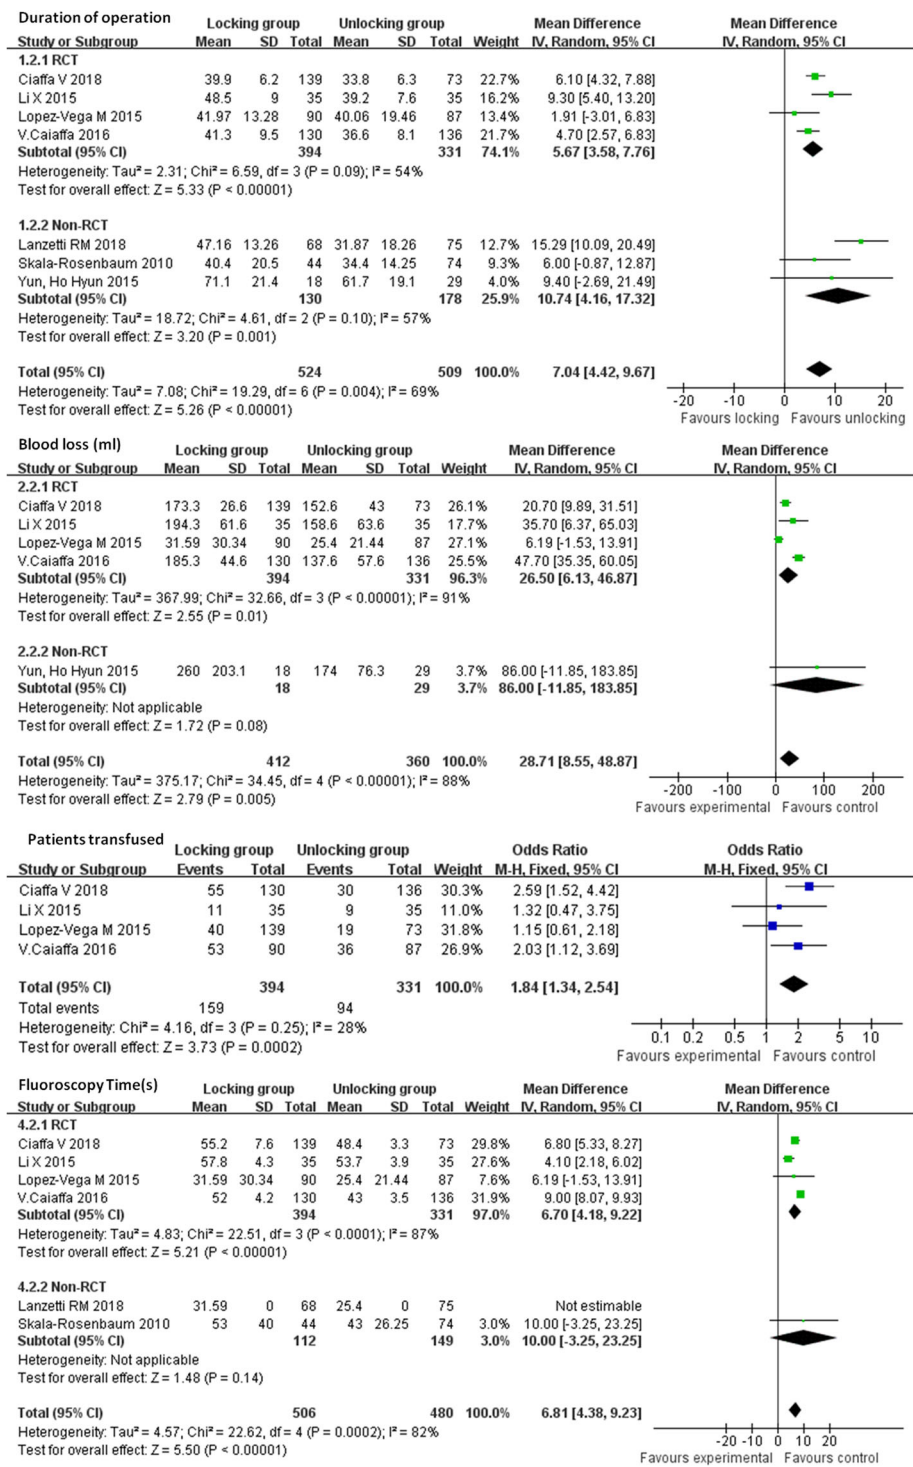 Duration of operation
Locking group Unlocking group Mean Difference Mean Difference
Study or Subgroup Mean SD Total Mean SD Total Weight IV, Random, 95% CI IV, Random, 95% CI
1.2.1 RCT
Ciaffa V 2018 39.9 6.2 139 33.8 6.3 73 22.7% 6.10 [4.32, 7.88]
Li X 2015 48.5 9 35 39.2 7.6 35 16.2% 9.30 [5.40, 13.20]
Lopez-Vega M 2015 41.97 13.28 90 40.06 19.46 87 13.4% 1.91 [-3.01, 6.83]
V.Caiaffa 2016 41.3 9.5 130 36.6 8.1 136 21.7% 4.70 [2.57, 6.83]
Subtotal (95% CI) 394 331 74.1% 5.67 [3.58, 7.76]
Heterogeneity: Tau² = 2.31; Chi² = 6.59, df = 3 (P = 0.09); I² = 54%
Test for overall effect: Z = 5.33 (P < 0.00001)
1.2.2 Non-RCT
Lanzetti RM 2018 47.16 13.26 68 31.87 18.26 75 12.7% 15.29 [10.09, 20.49]
Skala-Rosenbaum 2010 40.4 20.5 44 34.4 14.25 74 9.3% 6.00 [-0.87, 12.87]
Yun, Ho Hyun 2015 71.1 21.4 18 61.7 19.1 29 4.0% 9.40 [-2.69, 21.49]
Subtotal (95% CI) 130 178 25.9% 10.74 [4.16, 17.32]
Heterogeneity: Tau² = 18.72; Chi² = 4.61, df = 2 (P = 0.10); I² = 57%
Test for overall effect: Z = 3.20 (P = 0.001)
Total (95% CI) 524 509 100.0% 7.04 [4.42, 9.67]
Heterogeneity: Tau² = 7.08; Chi² = 19.29, df = 6 (P = 0.004); I² = 69%
Test for overall effect: Z = 5.26 (P < 0.00001)
-20 -10 0 10 20
Favours locking Favours unlocking
Blood loss (ml)
Locking group Unlocking group Mean Difference Mean Difference
Study or Subgroup Mean SD Total Mean SD Total Weight IV, Random, 95% CI IV, Random, 95% CI
2.2.1 RCT
Ciaffa V 2018 173.3 26.6 139 152.6 43 73 26.1% 20.70 [9.89, 31.51]
Li X 2015 194.3 61.6 35 158.6 63.6 35 17.7% 35.70 [6.37, 65.03]
Lopez-Vega M 2015 31.59 30.34 90 25.4 21.44 87 27.1% 6.19 [-1.53, 13.91]
V.Caiaffa 2016 185.3 44.6 130 137.6 57.6 136 25.5% 47.70 [35.35, 60.05]
Subtotal (95% CI) 394 331 96.3% 26.50 [6.13, 46.87]
Heterogeneity: Tau² = 367.99; Chi² = 32.66, df = 3 (P < 0.00001); I² = 91%
Test for overall effect: Z = 2.55 (P = 0.01)
2.2.2 Non-RCT
Yun, Ho Hyun 2015 260 203.1 18 174 76.3 29 3.7% 86.00 [-11.85, 183.85]
Subtotal (95% CI) 18 29 3.7% 86.00 [-11.85, 183.85]
Heterogeneity: Not applicable
Test for overall effect: Z = 1.72 (P = 0.08)
Total (95% CI) 412 360 100.0% 28.71 [8.55, 48.87]
Heterogeneity: Tau² = 375.17; Chi² = 34.45, df = 4 (P < 0.00001); I² = 88%
Test for overall effect: Z = 2.79 (P = 0.005)
-200 -100 0 100 200
Favours experimental Favours control
Patients transfused
Locking group Unlocking group Odds Ratio Odds Ratio
Study or Subgroup Events Total Events Total Weight M-H, Fixed, 95% CI M-H, Fixed, 95% CI
Ciaffa V 2018 55 130 30 136 30.3% 2.59 [1.52, 4.42]
Li X 2015 11 35 9 35 11.0% 1.32 [0.47, 3.75]
Lopez-Vega M 2015 40 139 19 73 31.8% 1.15 [0.61, 2.18]
V.Caiaffa 2016 53 90 36 87 26.9% 2.03 [1.12, 3.69]
Total (95% CI) 394 331 100.0% 1.84 [1.34, 2.54]
Total events 159 94
Heterogeneity: Chi² = 4.16, df = 3 (P = 0.25); I² = 28%
Test for overall effect: Z = 3.73 (P = 0.0002)
0.1 0.2 0.5 1 2 5 10
Favours experimental Favours control
Fluoroscopy Time(s)
Locking group Unlocking group Mean Difference Mean Difference
Study or Subgroup Mean SD Total Mean SD Total Weight IV, Random, 95% CI IV, Random, 95% CI
4.2.1 RCT
Ciaffa V 2018 55.2 7.6 139 48.4 3.3 73 29.8% 6.80 [5.33, 8.27]
Li X 2015 57.8 4.3 35 53.7 3.9 35 27.6% 4.10 [2.18, 6.02]
Lopez-Vega M 2015 31.59 30.34 90 25.4 21.44 87 7.6% 6.19 [-1.53, 13.91]
V.Caiaffa 2016 52 4.2 130 43 3.5 136 31.9% 9.00 [8.07, 9.93]
Subtotal (95% CI) 394 331 97.0% 6.70 [4.18, 9.22]
Heterogeneity: Tau² = 4.83; Chi² = 22.51, df = 3 (P < 0.0001); I² = 87%
Test for overall effect: Z = 5.21 (P < 0.00001)
4.2.2 Non-RCT
Lanzetti RM 2018 31.59 0 68 25.4 0 75 Not estimable
Skala-Rosenbaum 2010 53 40 44 43 26.25 74 3.0% 10.00 [-3.25, 23.25]
Subtotal (95% CI) 112 149 3.0% 10.00 [-3.25, 23.25]
Heterogeneity: Not applicable
Test for overall effect: Z = 1.48 (P = 0.14)
Total (95% CI) 506 480 100.0% 6.81 [4.38, 9.23]
Heterogeneity: Tau² = 4.57; Chi² = 22.62, df = 4 (P = 0.0002); I² = 82%
Test for overall effect: Z = 5.50 (P < 0.00001)
-20 -10 0 10 20
Favours experimental Favours control